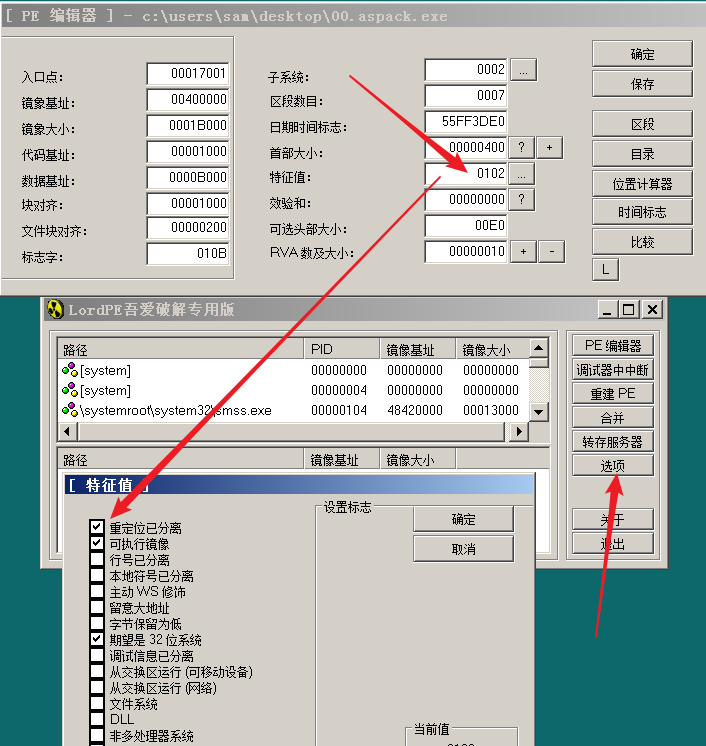 [ PE 编辑器 ] - c:\users\sam\desktop\00.aspack.exe
入口点: 00017001
镜象基址: 00400000
镜象大小: 0001B000
代码基址: 00001000
数据基址: 0000B000
块对齐: 00001000
文件块对齐: 00000200
标志字: 010B
子系统: 0002 ...
区段数目: 0007
日期时间标志: 55FF3DE0
首部大小: 00000400 ? +
特征值: 0102 ...
效验和: 00000000 ?
可选头部大小: 00E0
RVA 数及大小: 00000010 + -
确定
保存
区段
目录
位置计算器
时间标志
比较
L
LordPE吾爱破解专用版
路径 PID 镜像基址 镜像大小
[system] 00000000 00000000 00000000
[system] 00000004 00000000 00000000
\systemroot\system32\smss.exe 00000104 48420000 00013000
路径 镜像基址 镜像大小
PE 编辑器
调试器中中断
重建 PE
合并
转存服务器
选项
关于
退出
[ 特征值 ]
重定位已分离
可执行镜像
行号已分离
本地符号已分离
主动 WS 修饰
留意大地址
字节保留为低
期望是 32 位系统
调试信息已分离
从交换区运行 (可移动设备)
从交换区运行 (网络)
文件系统
DLL
非多处理器系统
设置标志
确定
取消
当前值